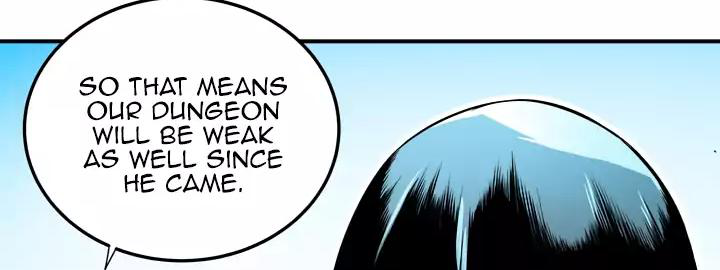 SO THAT MEANS
OUR DUNGEON
WILL BE WEAK
AS WELL SINCE
HE CAME.